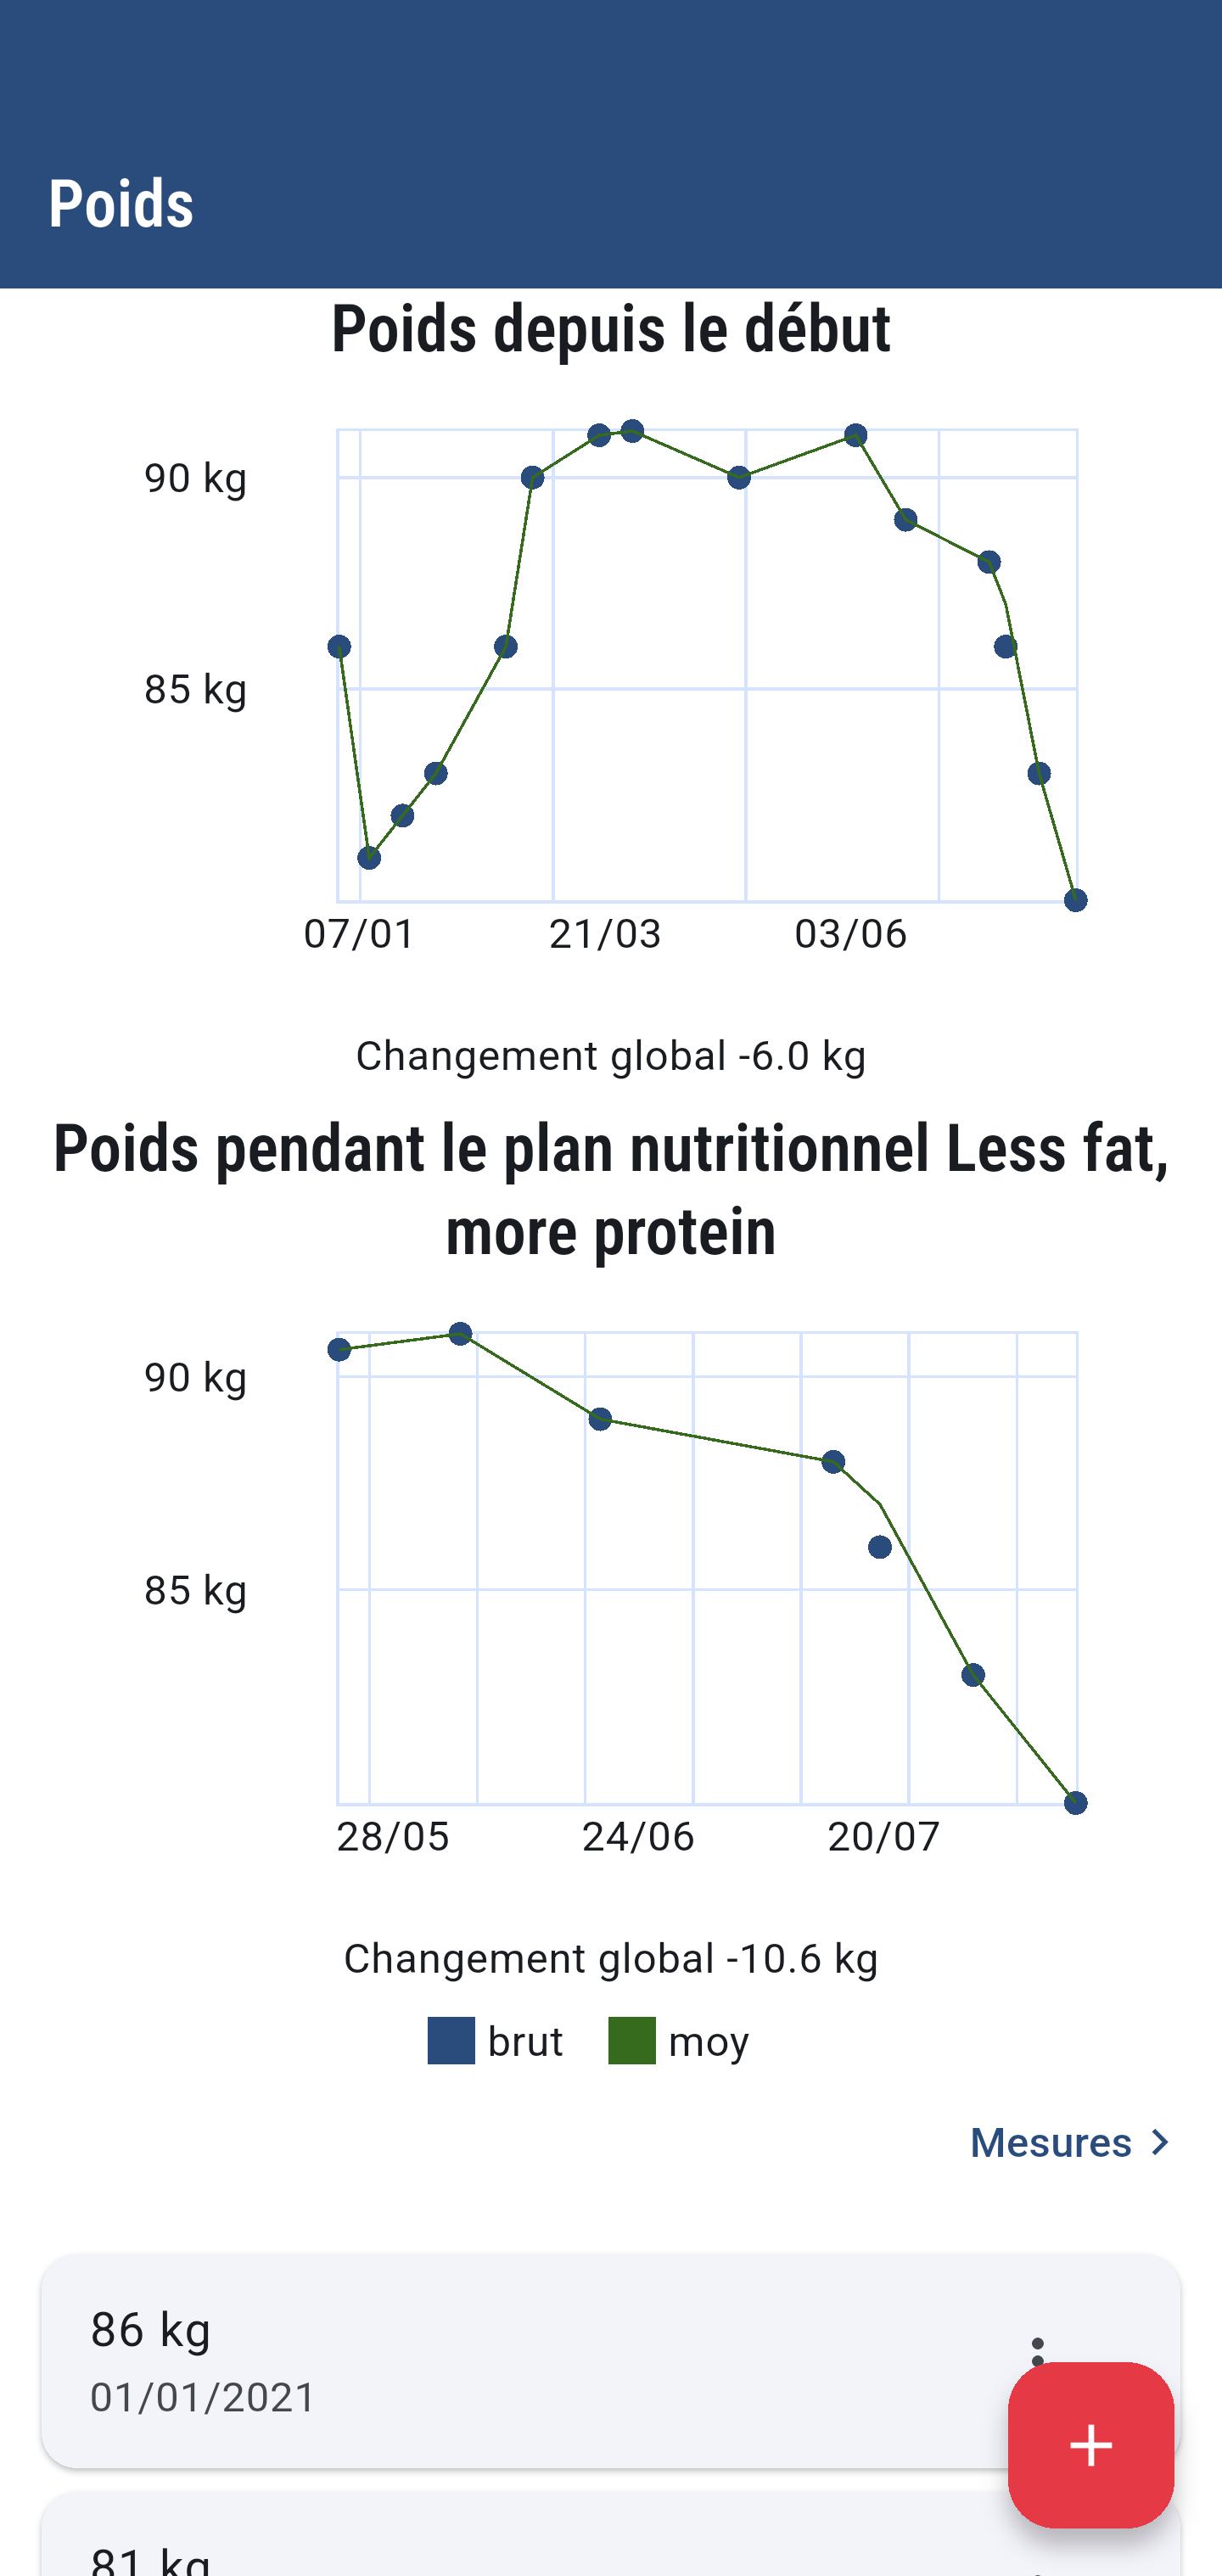 Poids
Poids depuis le début
90 kg
85 kg
07/01 21/03 03/06
Changement global -6.0 kg
Poids pendant le plan nutritionnel Less fat,
more protein
90 kg
85 kg
28/05 24/06 20/07
Changement global -10.6 kg
brut moy
Mesures
86 kg
01/01/2021
81 kg